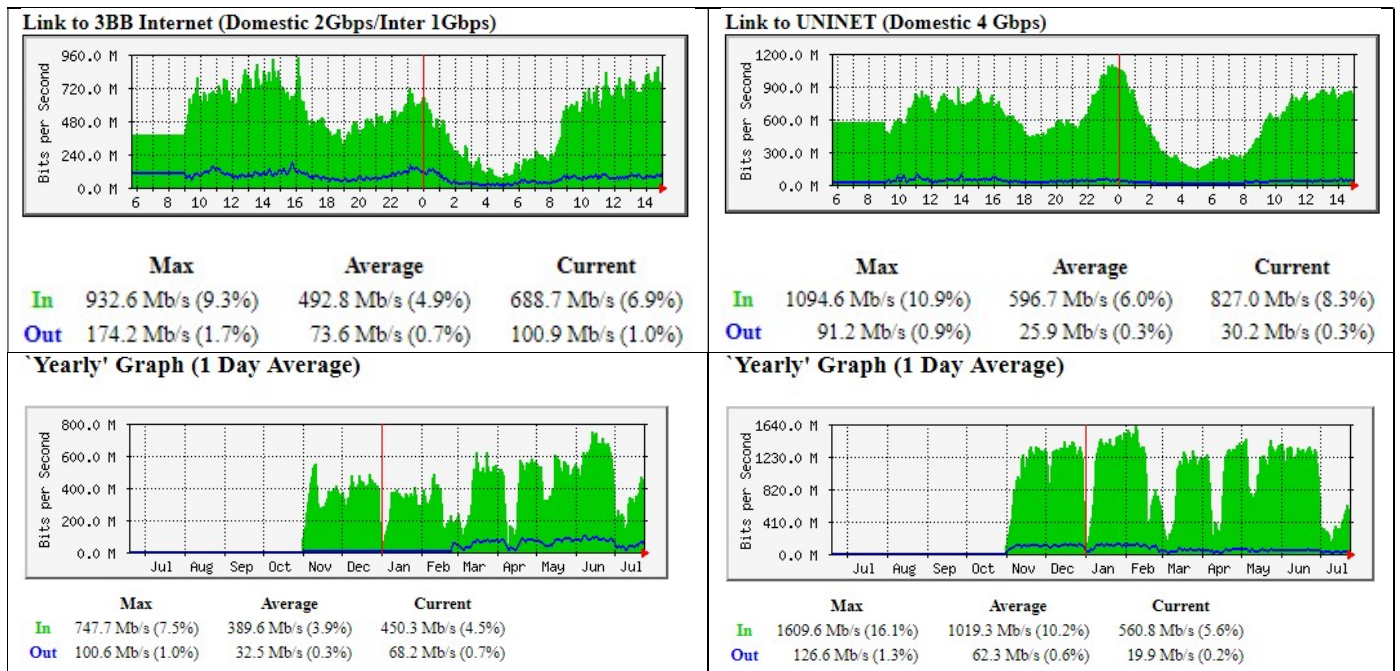 Link to 3BB Internet (Domestic 2Gbps/Inter 1Gbps)
960.0 M
720.0 M
480.0 M
240.0 M
0.0 M
Bits per Second
6 8 10 12 14 16 18 20 22 0 2 4 6 8 10 12 14
Max Average Current
In 932.6 Mb/s (9.3%) 492.8 Mb/s (4.9%) 688.7 Mb/s (6.9%)
Out 174.2 Mb/s (1.7%) 73.6 Mb/s (0.7%) 100.9 Mb/s (1.0%)
Link to UNINET (Domestic 4 Gbps)
1200.0 M
900.0 M
600.0 M
300.0 M
0.0 M
Bits per Second
6 8 10 12 14 16 18 20 22 0 2 4 6 8 10 12 14
Max Average Current
In 1094.6 Mb/s (10.9%) 596.7 Mb/s (6.0%) 827.0 Mb/s (8.3%)
Out 91.2 Mb/s (0.9%) 25.9 Mb/s (0.3%) 30.2 Mb/s (0.3%)
`Yearly' Graph (1 Day Average)
800.0 M
600.0 M
400.0 M
200.0 M
0.0 M
Bits per Second
Jul Aug Sep Oct Nov Dec Jan Feb Mar Apr May Jun Jul
Max Average Current
In 747.7 Mb/s (7.5%) 389.6 Mb/s (3.9%) 450.3 Mb/s (4.5%)
Out 100.6 Mb/s (1.0%) 32.5 Mb/s (0.3%) 68.2 Mb/s (0.7%)
`Yearly' Graph (1 Day Average)
1640.0 M
1230.0 M
820.0 M
410.0 M
0.0 M
Bits per Second
Jul Aug Sep Oct Nov Dec Jan Feb Mar Apr May Jun Jul
Max Average Current
In 1609.6 Mb/s (16.1%) 1019.3 Mb/s (10.2%) 560.8 Mb/s (5.6%)
Out 126.6 Mb/s (1.3%) 62.3 Mb/s (0.6%) 19.9 Mb/s (0.2%)